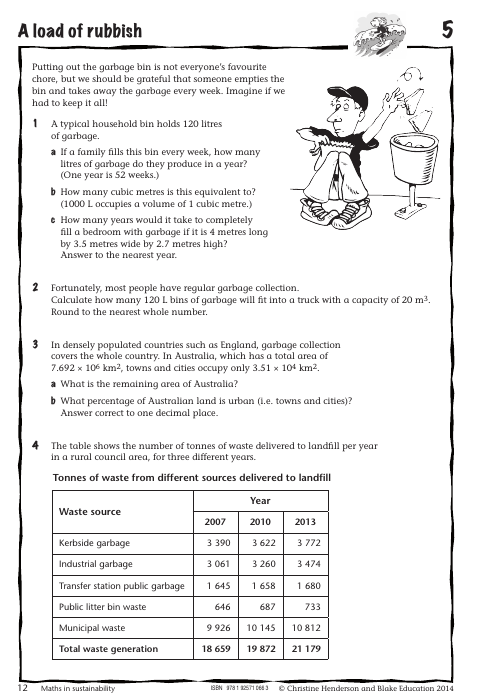 A load of rubbish
5
Putting out the garbage bin is not everyone's favourite
chore, but we should be grateful that someone empties the
bin and takes away the garbage every week. Imagine if we
had to keep it all!
1 A typical household bin holds 120 litres
of garbage.
a If a family fills this bin every week, how many
litres of garbage do they produce in a year?
(One year is 52 weeks.)
b How many cubic metres is this equivalent to?
(1000 L occupies a volume of 1 cubic metre.)
c How many years would it take to completely
fill a bedroom with garbage if it is 4 metres long
by 3.5 metres wide by 2.7 metres high?
Answer to the nearest year.
2 Fortunately, most people have regular garbage collection.
Calculate how many 120 L bins of garbage will fit into a truck with a capacity of 20 m³.
Round to the nearest whole number.
3 In densely populated countries such as England, garbage collection
covers the whole country. In Australia, which has a total area of
7.692 × 10⁶ km², towns and cities occupy only 3.51 × 10⁴ km².
a What is the remaining area of Australia?
b What percentage of Australian land is urban (i.e. towns and cities)?
Answer correct to one decimal place.
4 The table shows the number of tonnes of waste delivered to landfill per year
in a rural council area, for three different years.
Tonnes of waste from different sources delivered to landfill
Waste source Year
2007 2010 2013
Kerbside garbage 3 390 3 622 3 772
Industrial garbage 3 061 3 260 3 474
Transfer station public garbage 1 645 1 658 1 680
Public litter bin waste 646 687 733
Municipal waste 9 926 10 145 10 812
Total waste generation 18 659 19 872 21 179
12 Maths in sustainability ISBN 978 1 92571 066 3 © Christine Henderson and Blake Education 2014